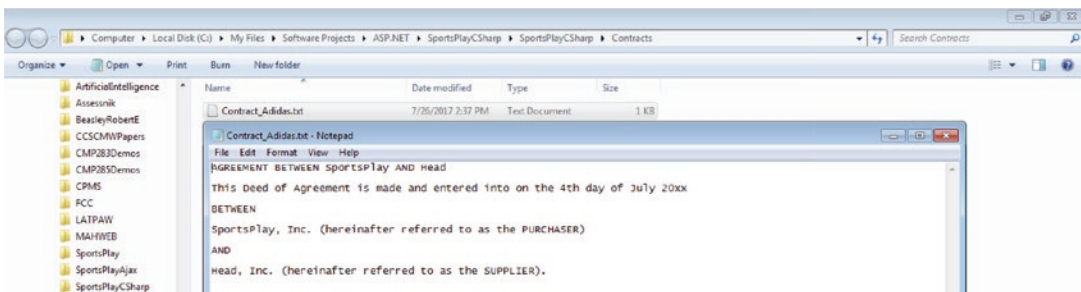 Computer ▸ Local Disk (C:) ▸ My Files ▸ Software Projects ▸ ASP.NET ▸ SportsPlayCSharp ▸ SportsPlayCSharp ▸ Contracts
Search Contracts
Organize Open Print Burn New folder
ArtificialIntelligence
Assessnik
BeasleyRobertE
CCSCMWPapers
CMP283Demos
CMP285Demos
CPMS
FCC
LATPAW
MAHWEB
SportsPlay
SportsPlayAjax
SportsPlayCSharp
Name Date modified Type Size
Contract_Adidas.txt 7/25/2017 2:37 PM Text Document 1 KB
Contract_Adidas.txt - Notepad
File Edit Format View Help
AGREEMENT BETWEEN SportsPlay AND Head
This Deed of Agreement is made and entered into on the 4th day of July 20xx
BETWEEN
SportsPlay, Inc. (hereinafter referred to as the PURCHASER)
AND
Head, Inc. (hereinafter referred to as the SUPPLIER).